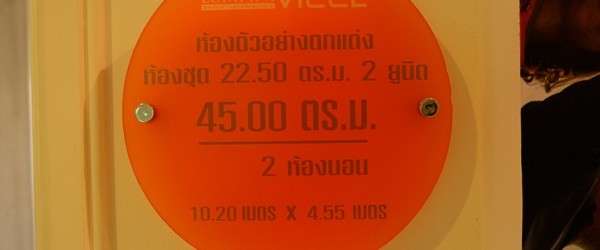 VILLE
ห้องตัวอย่างตกแต่ง
ห้องชุด 22.50 ตร.ม. 2 ยูนิต
45.00 ตร.ม.
2 ห้องนอน
10.20 เมตร X 4.55 เมตร